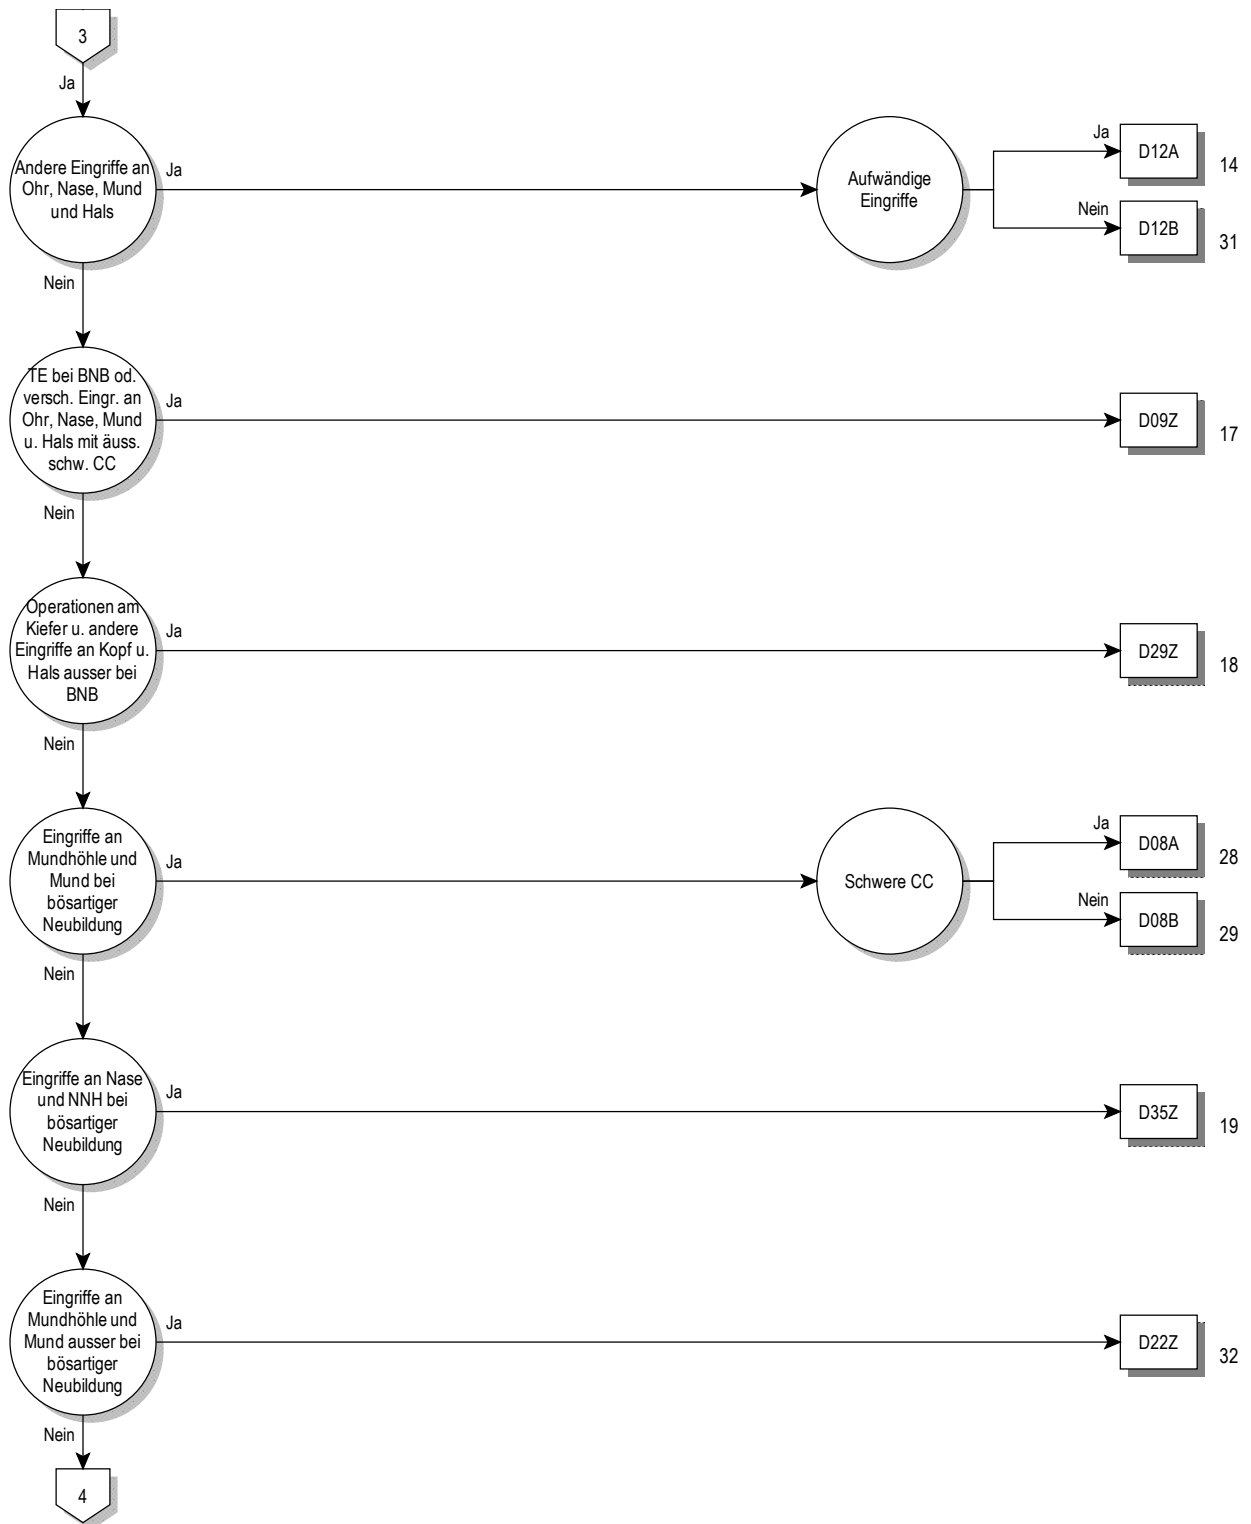 3
Ja
Andere Eingriffe an
Ohr, Nase, Mund
und Hals
Ja
Aufwändige
Eingriffe
Ja
D12A
14
Nein
D12B
31
Nein
TE bei BNB od.
versch. Eingr. an
Ohr, Nase, Mund
u. Hals mit äuss.
schw. CC
Ja
D09Z
17
Nein
Operationen am
Kiefer u. andere
Eingriffe an Kopf u.
Hals ausser bei
BNB
Ja
D29Z
18
Nein
Eingriffe an
Mundhöhle und
Mund bei
bösartiger
Neubildung
Ja
Schwere CC
Ja
D08A
28
Nein
D08B
29
Nein
Eingriffe an Nase
und NNH bei
bösartiger
Neubildung
Ja
D35Z
19
Nein
Eingriffe an
Mundhöhle und
Mund ausser bei
bösartiger
Neubildung
Ja
D22Z
32
Nein
4